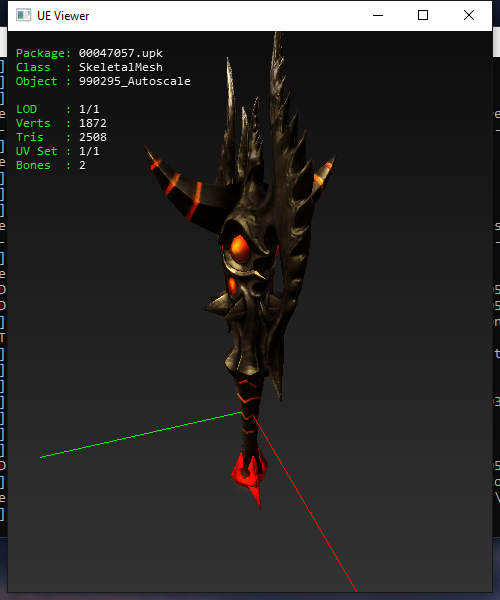 UE Viewer
Package: 00047057.upk
Class : SkeletalMesh
Object : 990295_Autoscale
LOD : 1/1
Verts : 1872
Tris : 2508
UV Set : 1/1
Bones : 2